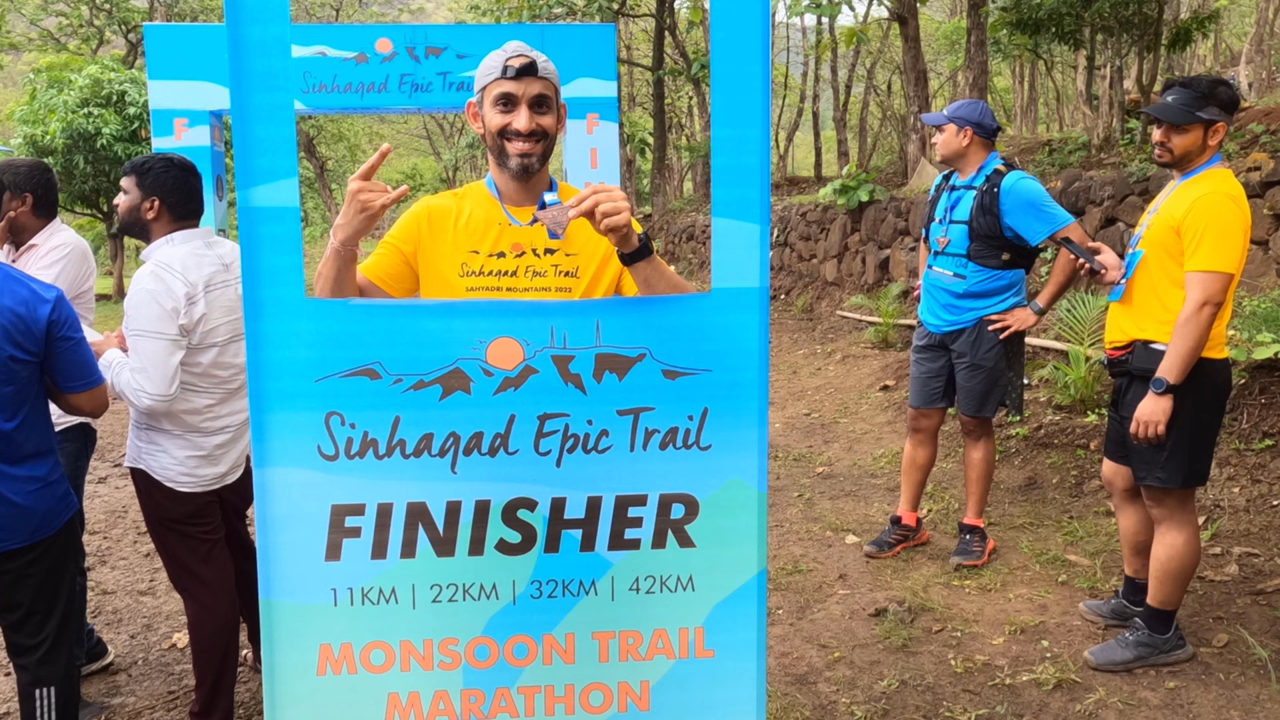 Sinhagad Epic Trail
F
F
I
Sinhagad Epic Trail
SAHYADRI MOUNTAINS 2022
Sinhagad Epic Trail
FINISHER
11KM | 22KM | 32KM | 42KM
MONSOON TRAIL
MARATHON